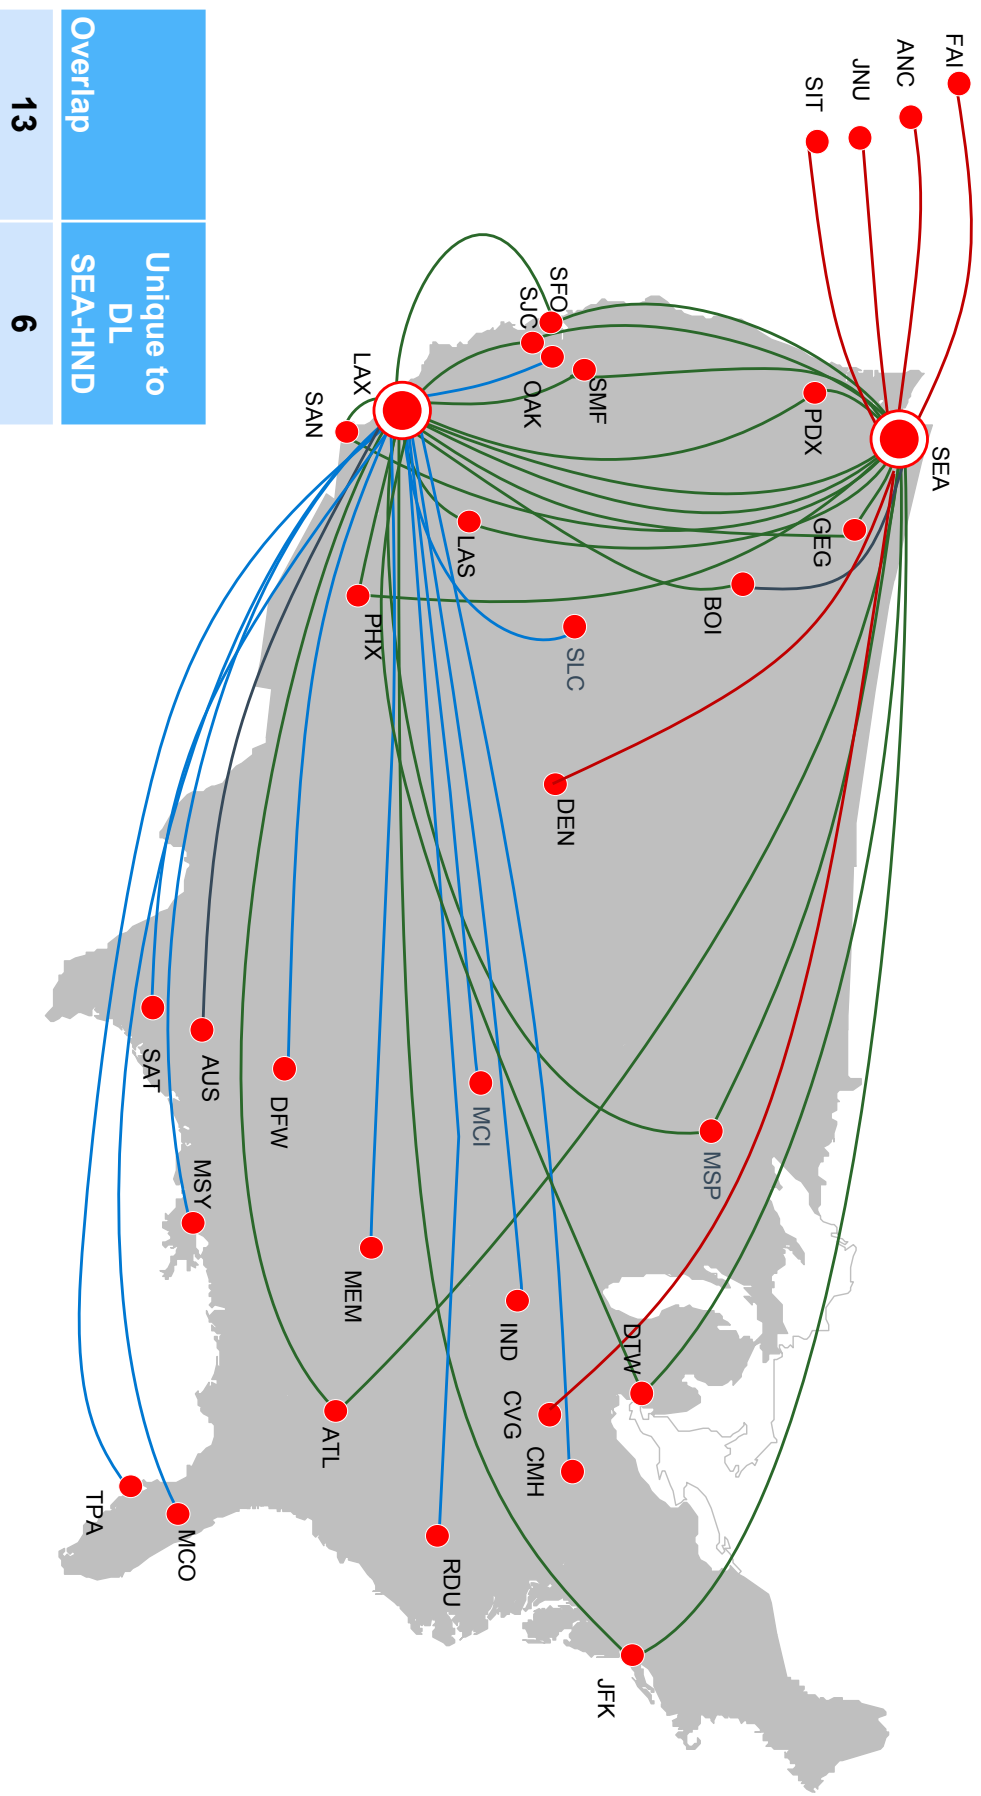 FAI
SEA
ANC
JNU
SIT
GEG
PDX
BOI
MSP
DTW
JFK
SMF
SLC
DEN
SFO
CMH
OAK
SJC
CVG
IND
MCI
LAS
RDU
PHX
LAX
MEM
ATL
SAN
DFW
AUS
MSY
MCO
SAT
TPA
Overlap
Unique to
DL
SEA-HND
13
6